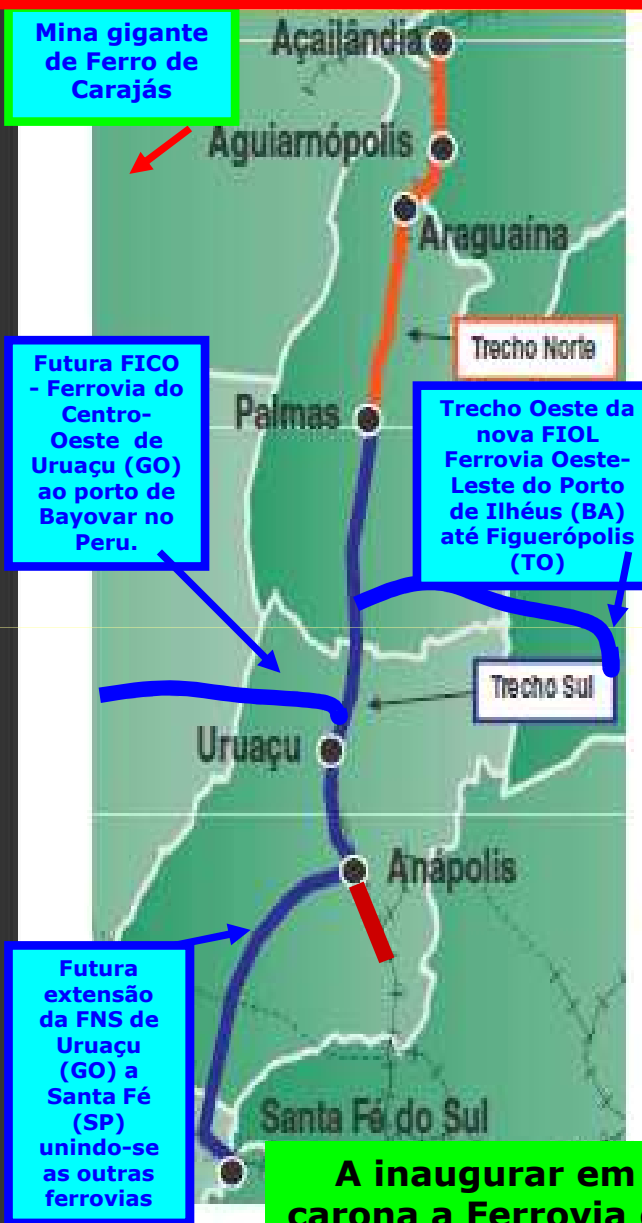 Mina gigante
de Ferro de
Carajás
Açailândia
Aguiarnópolis
Araguaina
Trecho Norte
Futura FICO
- Ferrovia do
Centro-
Oeste de
Uruaçu (GO)
ao porto de
Bayovar no
Peru.
Palmas
Trecho Oeste da
nova FIOL
Ferrovia Oeste-
Leste do Porto
de Ilhéus (BA)
até Figuerópolis
(TO)
Trecho Sul
Uruaçu
Anápolis
Futura
extensão
da FNS de
Uruaçu
(GO) a
Santa Fé
(SP)
unindo-se
as outras
ferrovias
Santa Fé do Sul
A inaugurar em
carona a Ferrovia